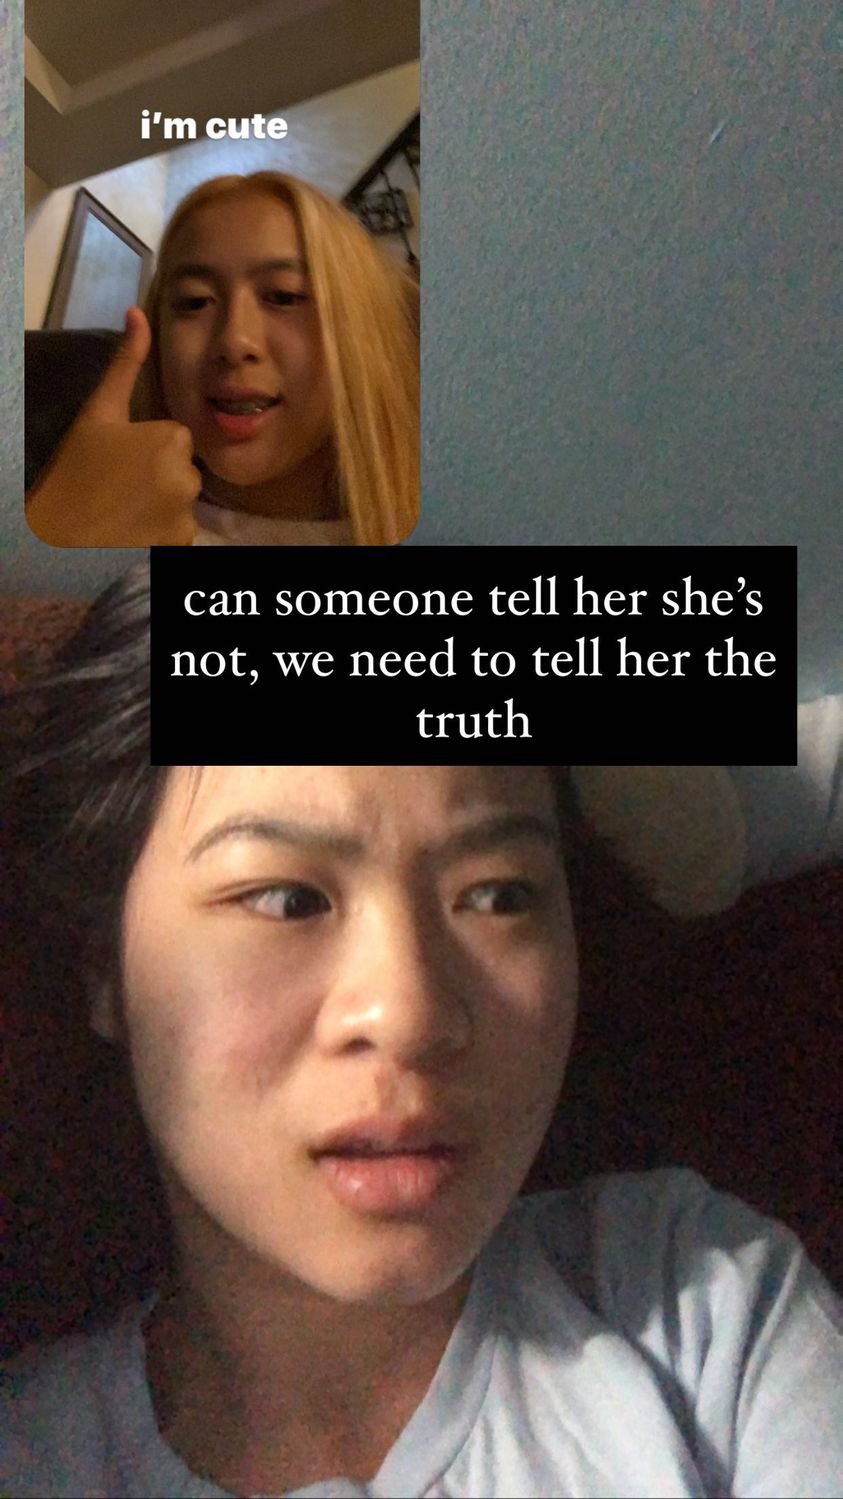 i'm cute
can someone tell her she's
not, we need to tell her the
truth